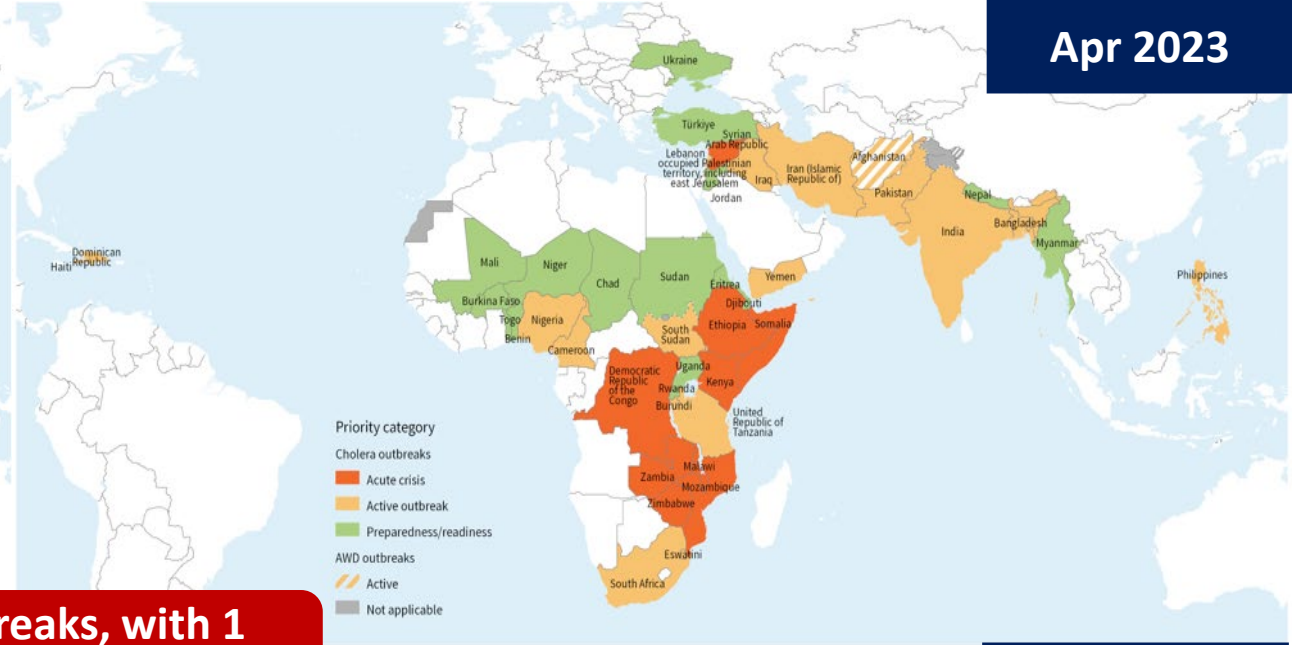 Apr 2023
Ukraine
Türkiye
Syrian
Arab Republic
Lebanon
occupied Palestinian
territory, including
east Jerusalem
Iraq
Jordan
Iran (Islamic
Republic of)
Afghanistan
Pakistan
Nepal
India
Bangladesh
Myanmar
Philippines
Dominican
Republic
Haiti
Mali
Niger
Chad
Sudan
Eritrea
Yemen
Burkina Faso
Togo
Nigeria
Benin
Cameroon
Djibouti
South
Sudan
Ethiopia
Somalia
Democratic
Republic
of the
Congo
Uganda
Rwanda
Kenya
Burundi
United
Republic of
Tanzania
Malawi
Zambia
Mozambique
Zimbabwe
Eswatini
South Africa
Priority category
Cholera outbreaks
Acute crisis
Active outbreak
Preparedness/readiness
AWD outbreaks
Active
Not applicable
reaks, with 1